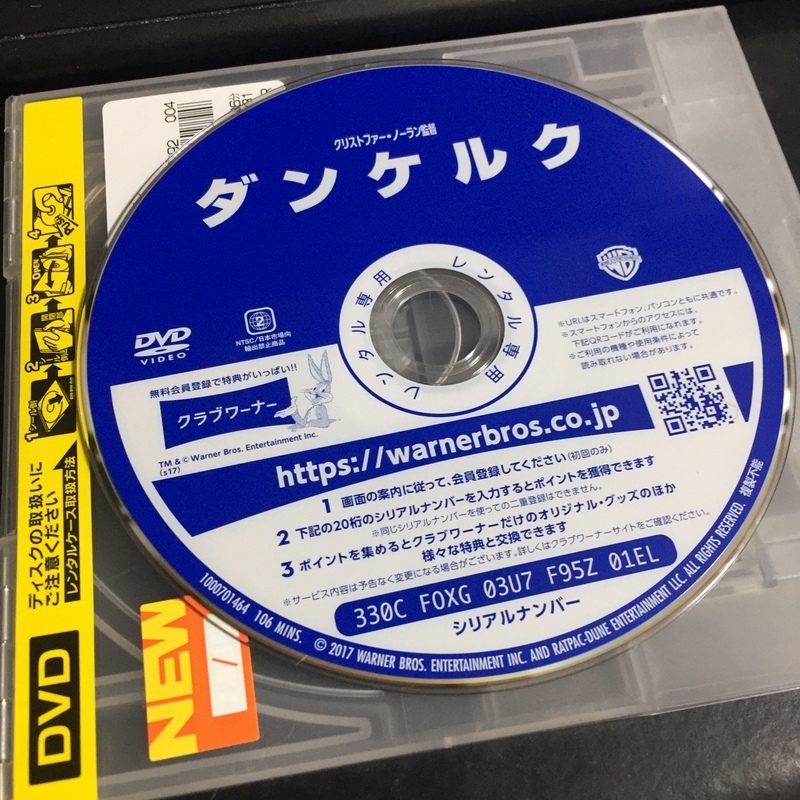 004
クリストファー・ノーラン監督
ダンケルク
レンタル専用
レンタル専用
WB
DVD
VIDEO
2
NTSC/日本市場向
輸出禁止商品
※URLはスマートフォン、パソコンともに共通です。
※スマートフォンからのアクセスには、
下記QRコードがご利用になれます。
※ご利用の機種や使用条件によって
読み取れない場合があります。
無料会員登録で特典がいっぱい!!
クラブワーナー
TM & © Warner Bros. Entertainment Inc.
(s17)
https://warnerbros.co.jp
1 画面の案内に従って、会員登録してください(初回のみ)
2 下記の20桁のシリアルナンバーを入力するとポイントを獲得できます
※同じシリアルナンバーを使っての二重登録はできません。
3 ポイントを集めるとクラブワーナーだけのオリジナル・グッズのほか
様々な特典と交換できます
※サービス内容は予告なく変更になる場合がございます。詳しくはクラブワーナーサイトをご確認ください。
330C FOXG 03U7 F95Z 01EL
シリアルナンバー
1000701464 106 MINS. © 2017 WARNER BROS. ENTERTAINMENT INC. AND RATPAC-DUNE ENTERTAINMENT LLC. ALL RIGHTS RESERVED. 複製不能
DVD
ディスクの取扱いに
ご注意ください
レンタルケース取扱方法
1
2
3 OPEN
4 PUSH
NEW